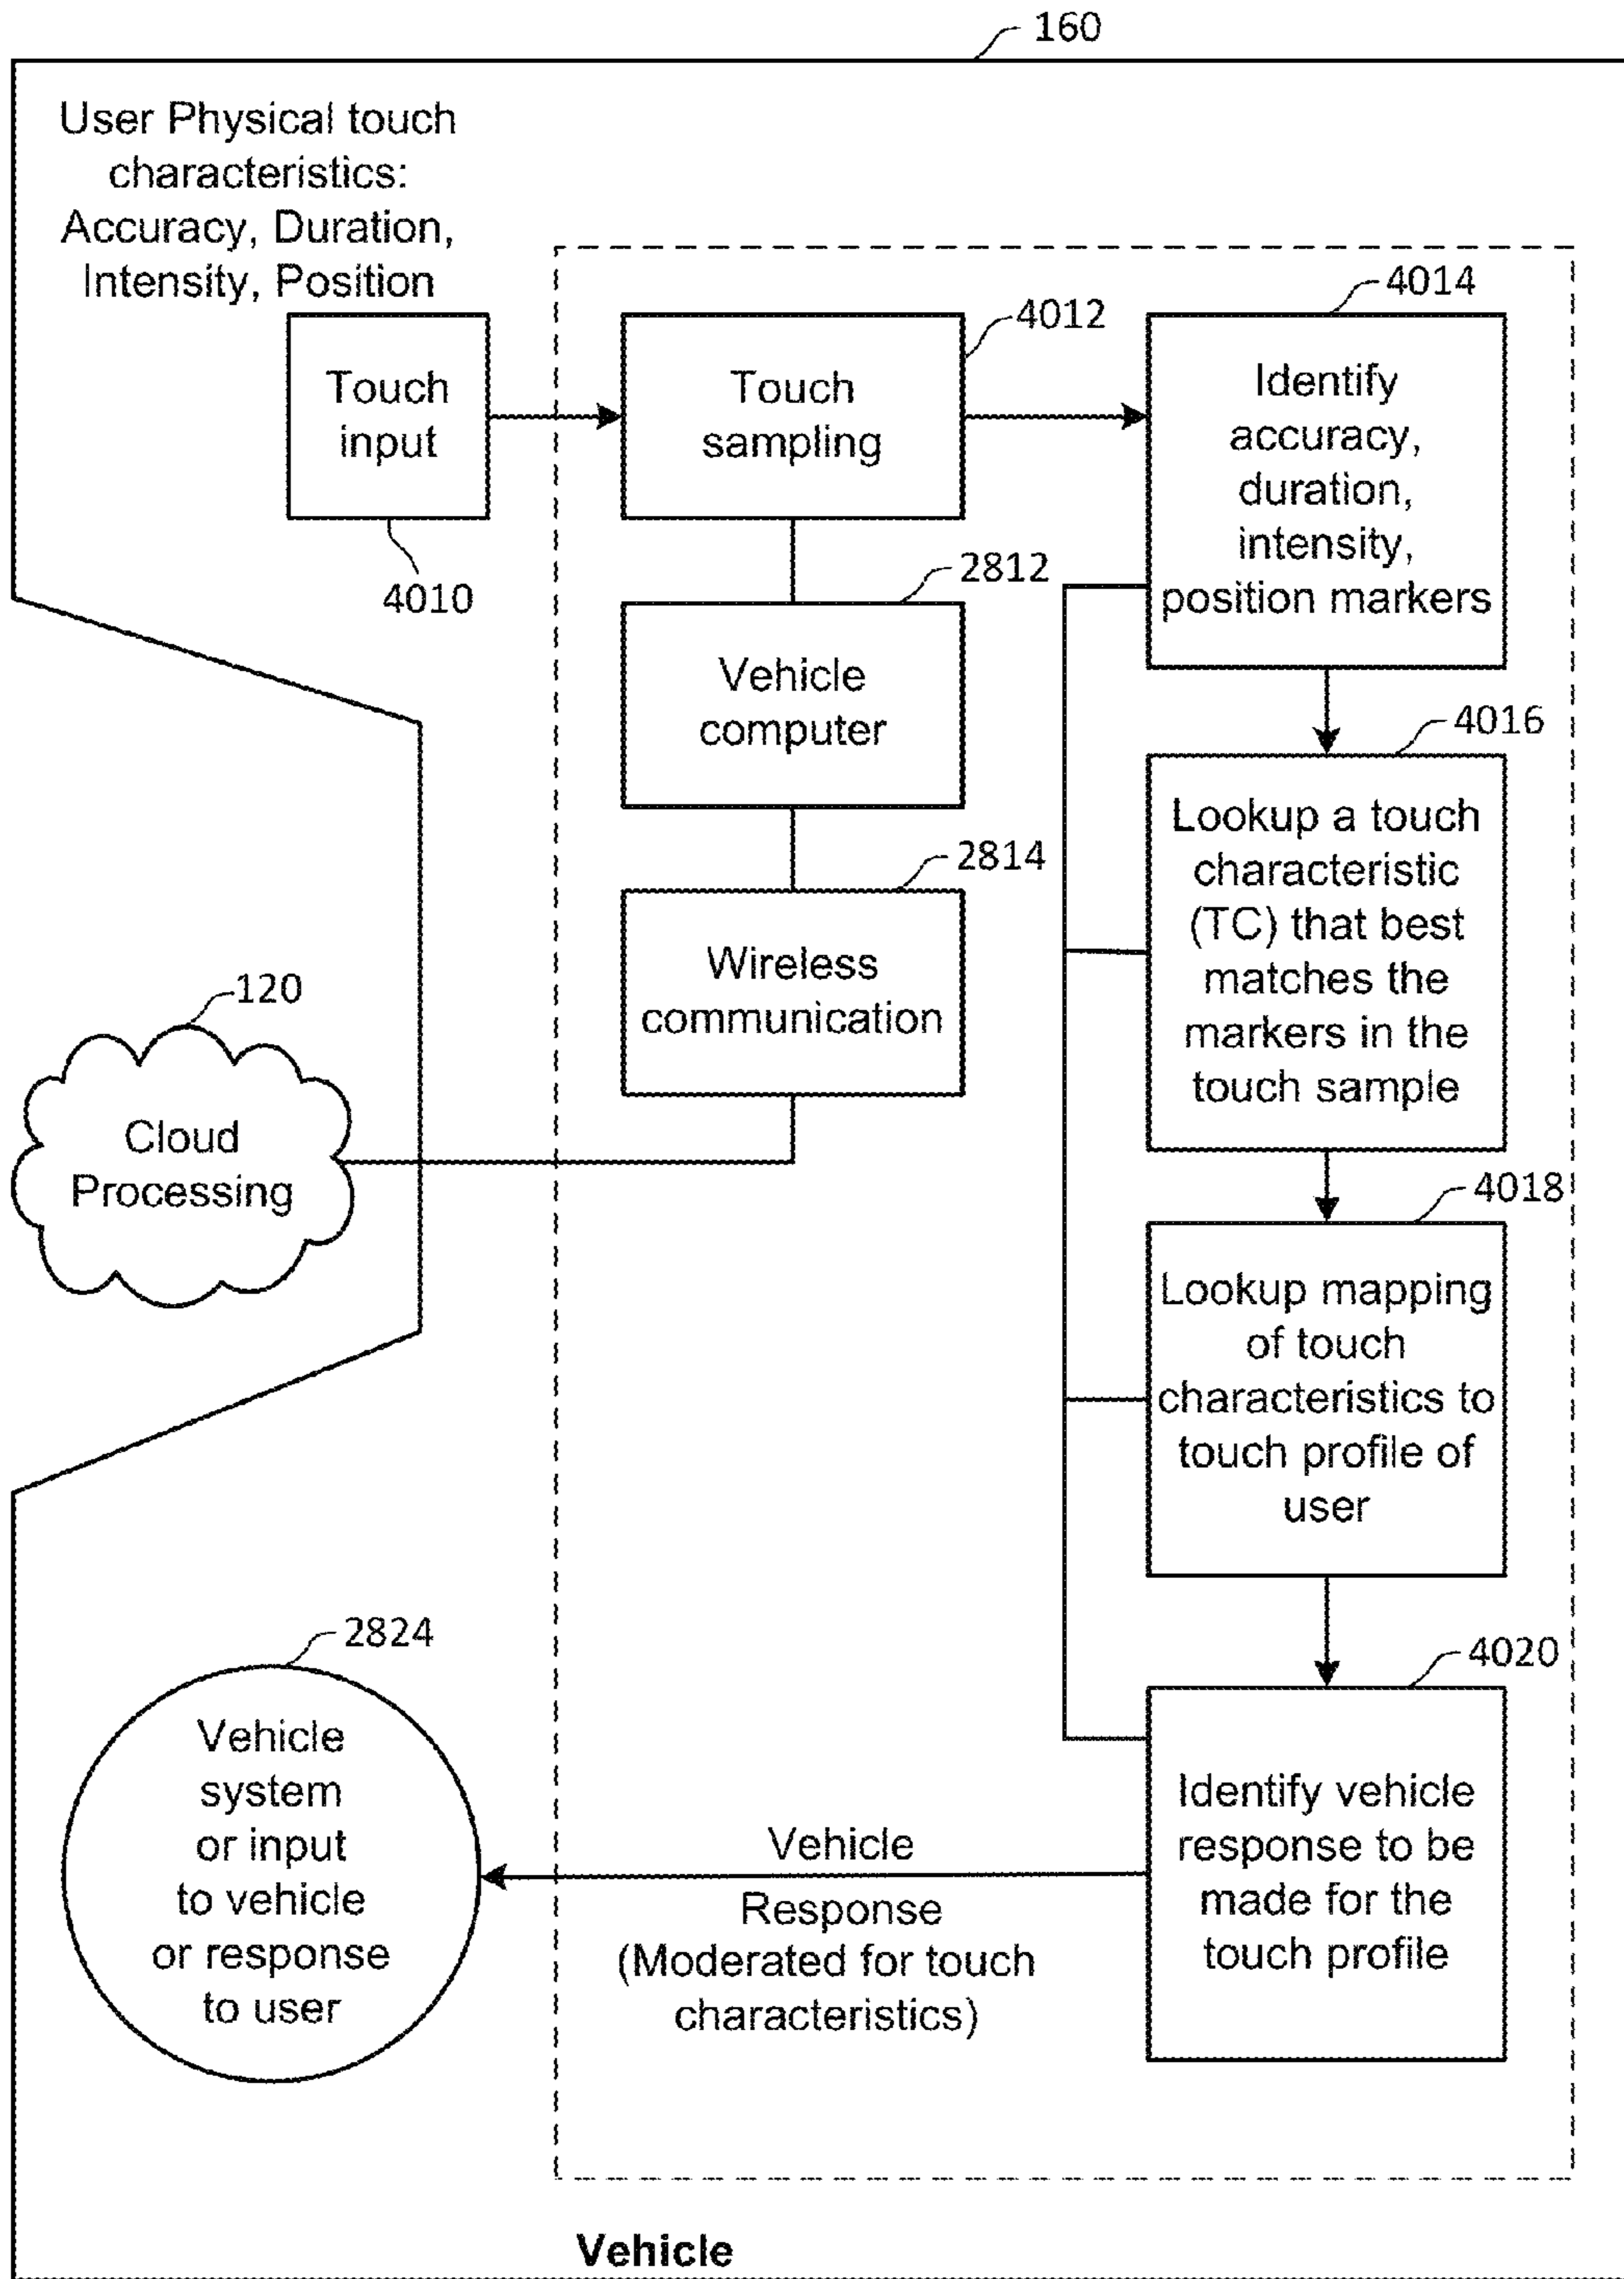 160
User Physical touch
characteristics:
Accuracy, Duration,
Intensity, Position
Touch
input
4010
Touch
sampling
4012
Identify
accuracy,
duration,
intensity,
position markers
4014
Vehicle
computer
2812
Wireless
communication
2814
Lookup a touch
characteristic
(TC) that best
matches the
markers in the
touch sample
4016
Cloud
Processing
120
Lookup mapping
of touch
characteristics to
touch profile of
user
4018
Identify vehicle
response to be
made for the
touch profile
4020
Vehicle
Response
(Moderated for touch
characteristics)
2824
Vehicle
system
or input
to vehicle
or response
to user
Vehicle